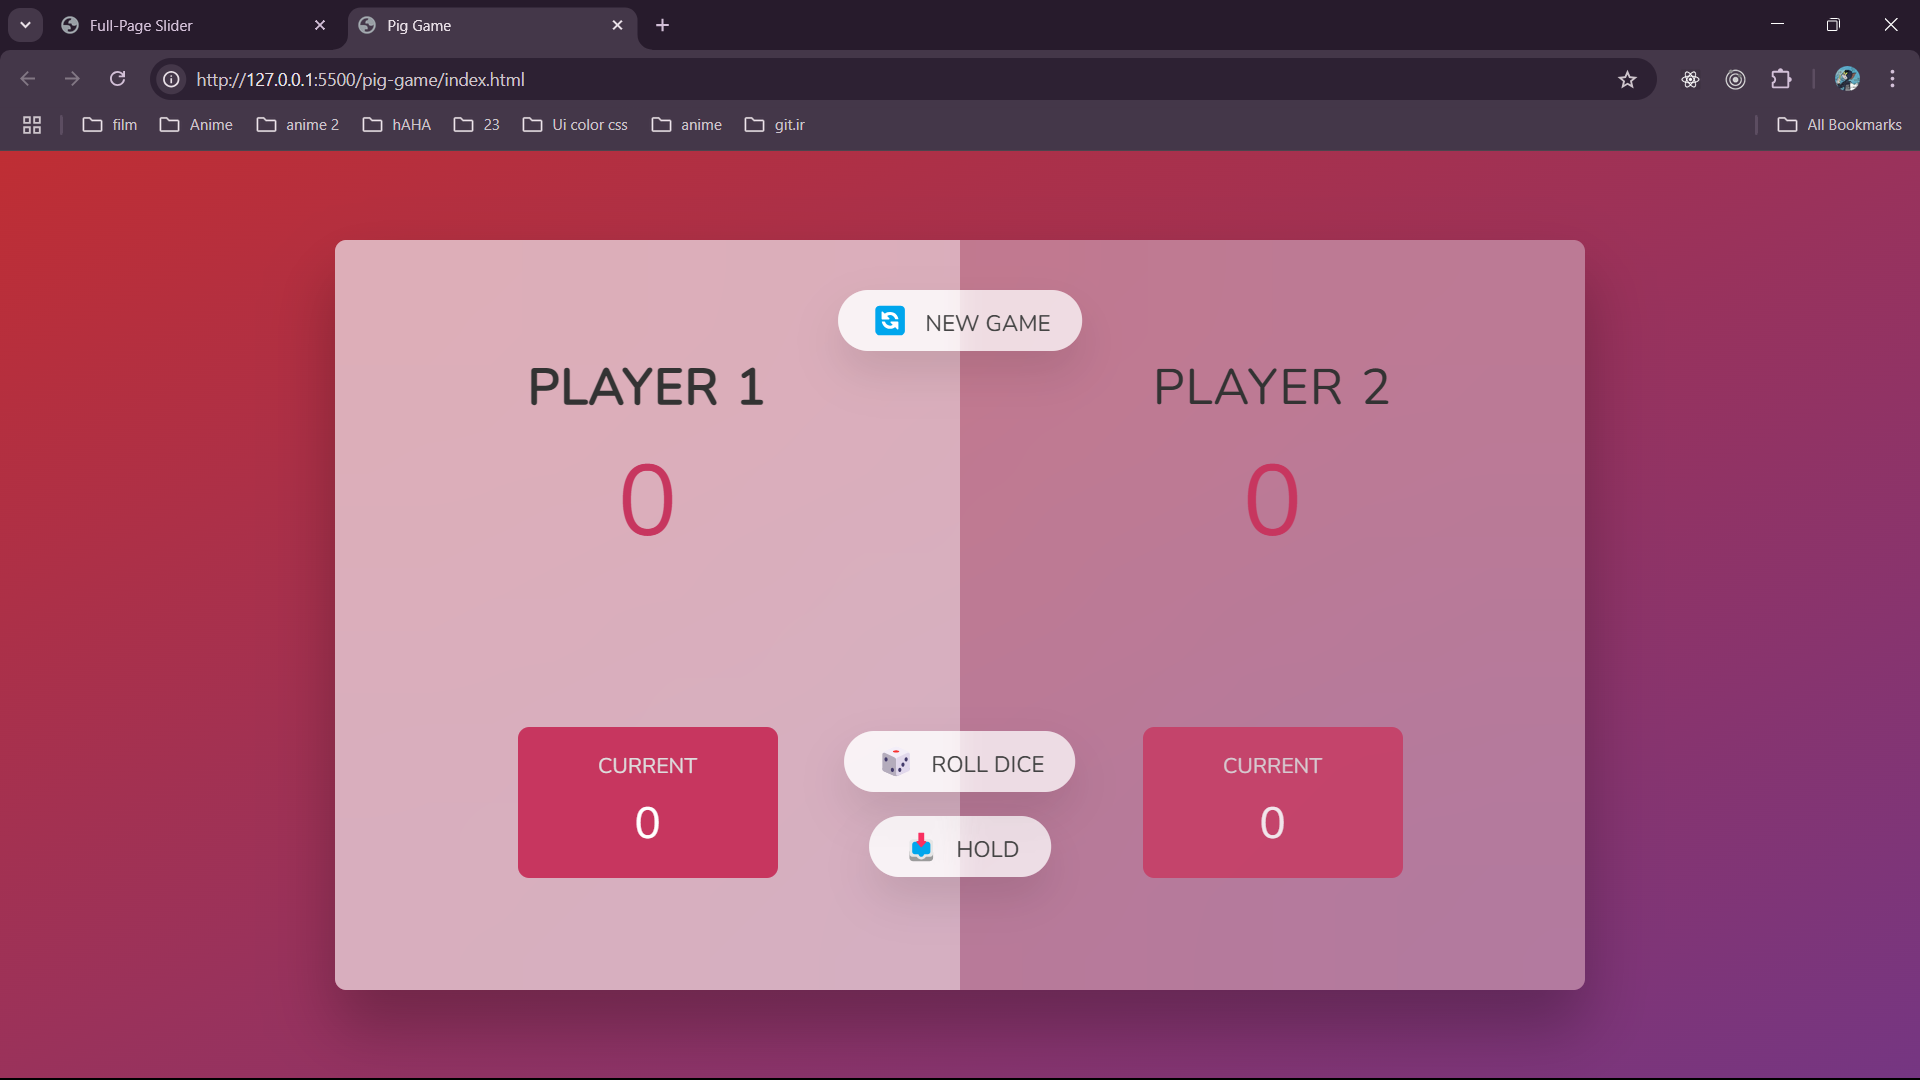 Full-Page Slider
Pig Game
http://127.0.0.1:5500/pig-game/index.html
film Anime anime 2 hAHA 23 Ui color css anime git.ir All Bookmarks
NEW GAME
PLAYER 1
0
PLAYER 2
0
CURRENT
0
ROLL DICE
HOLD
CURRENT
0